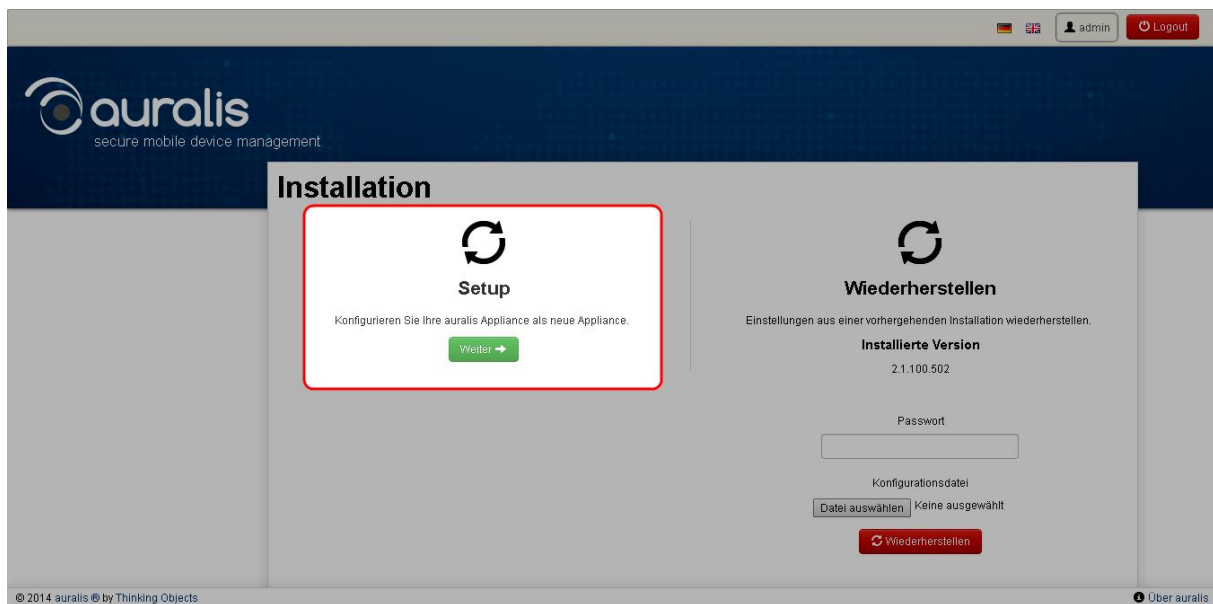 admin
Logout
auralis
secure mobile device management
Installation
Setup
Konfigurieren Sie Ihre auralis Appliance als neue Appliance.
Weiter
Wiederherstellen
Einstellungen aus einer vorhergehenden Installation wiederherstellen.
Installierte Version
2.1.100.502
Passwort
Konfigurationsdatei
Datei auswählen Keine ausgewählt
Wiederherstellen
© 2014 auralis ® by Thinking Objects
Über auralis